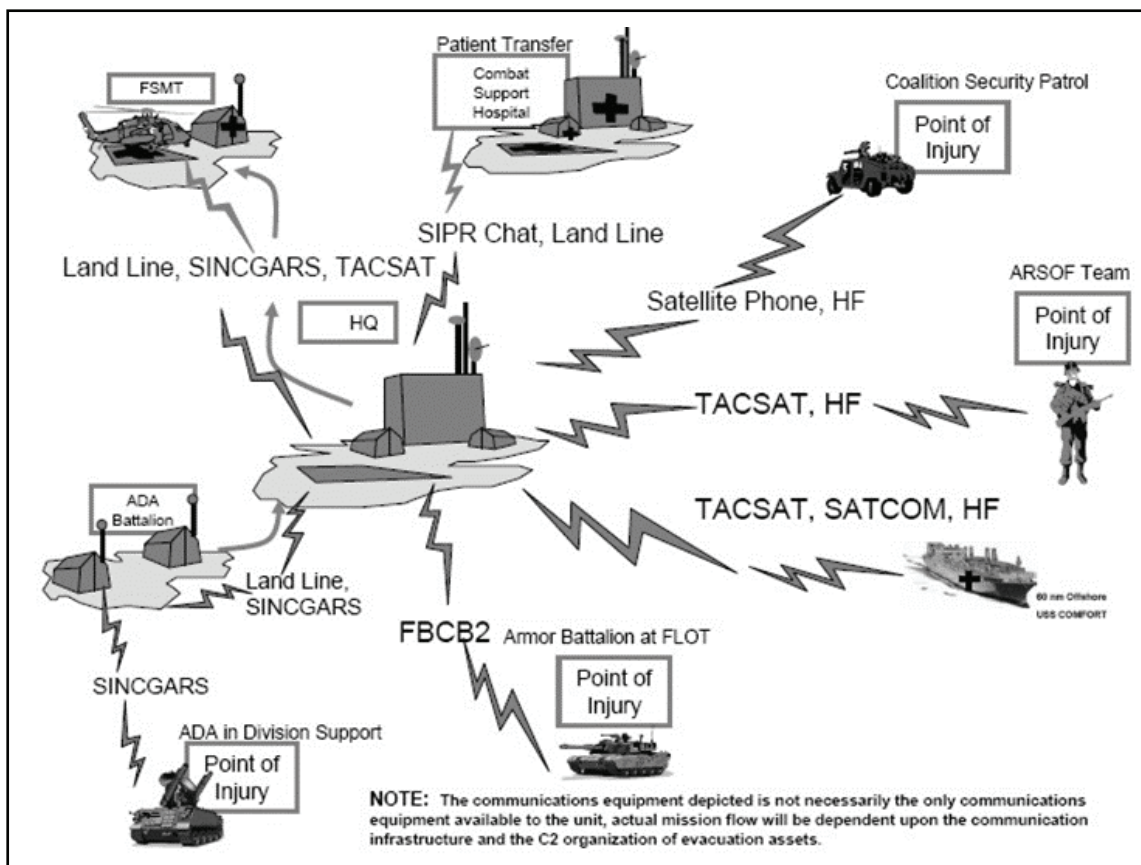 FSMT
Patient Transfer
Combat
Support
Hospital
Coalition Security Patrol
Point of
Injury
SIPR Chat, Land Line
Land Line, SINCGARS, TACSAT
HQ
Satellite Phone, HF
ARSOF Team
Point of
Injury
TACSAT, HF
ADA
Battalion
TACSAT, SATCOM, HF
Land Line,
SINCGARS
60 nm Offshore
USS COMFORT
FBCB2
Armor Battalion at FLOT
Point of
Injury
SINCGARS
ADA in Division Support
Point of
Injury
NOTE: The communications equipment depicted is not necessarily the only communications
equipment available to the unit, actual mission flow will be dependent upon the communication
infrastructure and the C2 organization of evacuation assets.